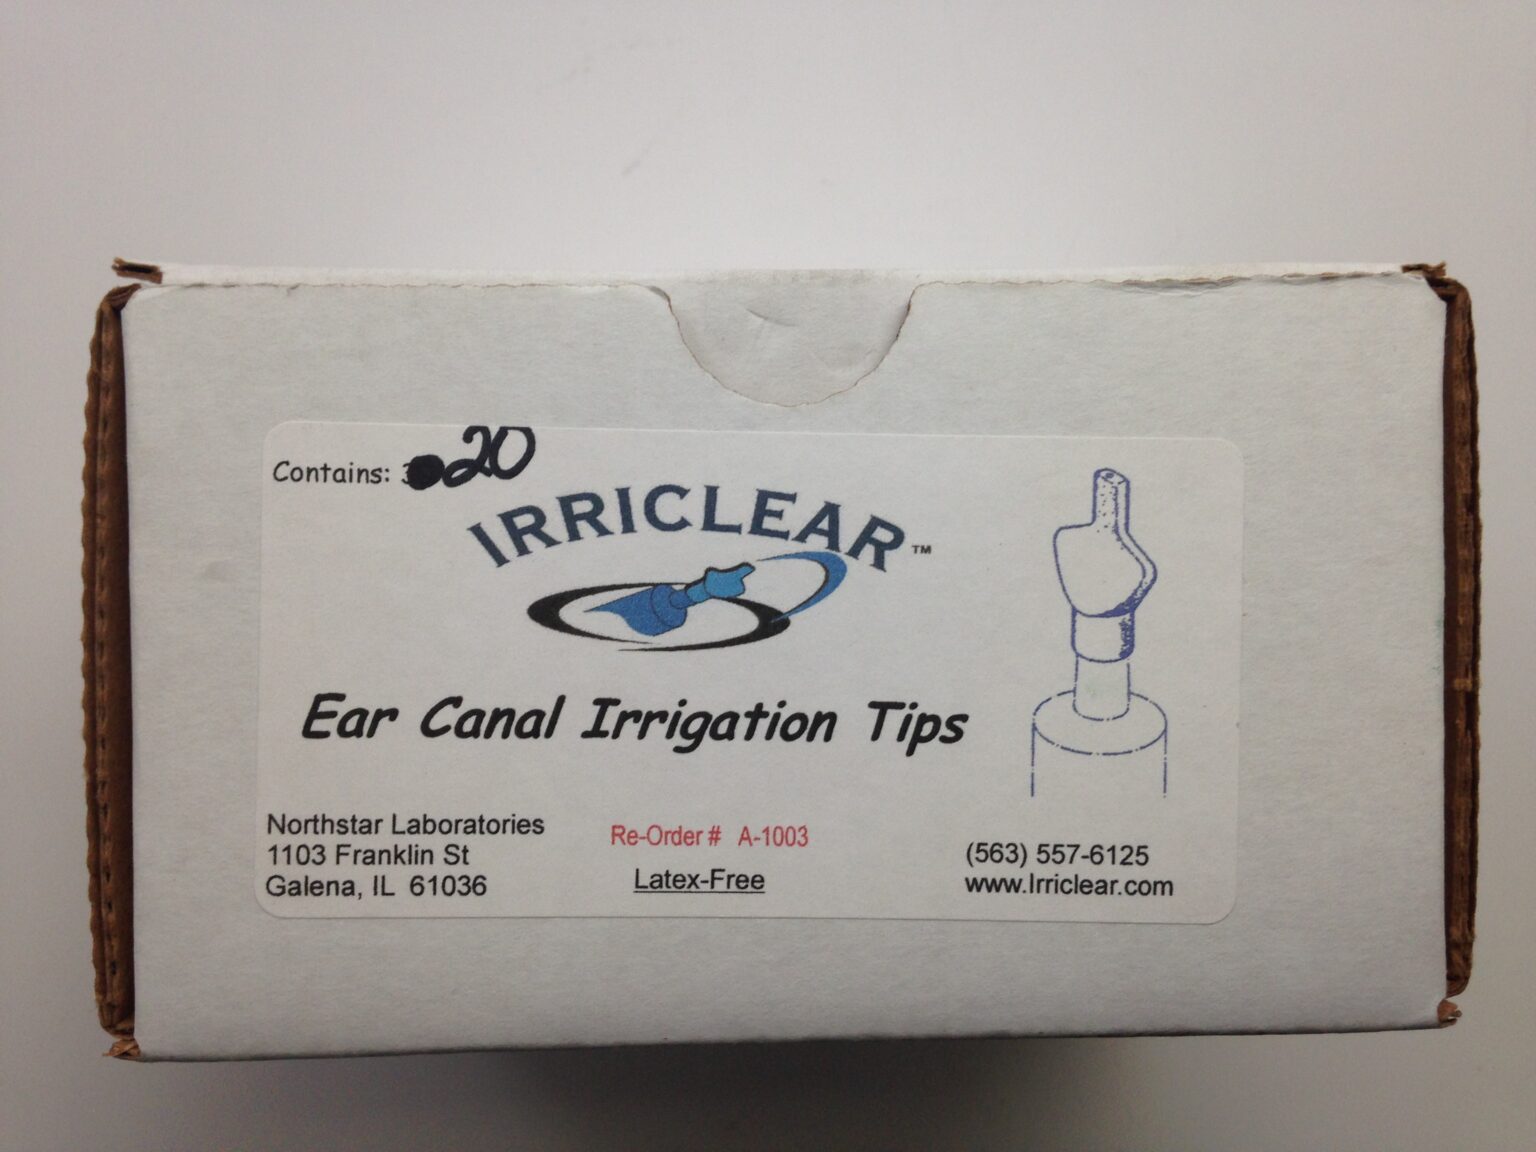 Contains: 20
IRRICLEAR™
Ear Canal Irrigation Tips
Northstar Laboratories
1103 Franklin St
Galena, IL 61036
Re-Order # A-1003
Latex-Free
(563) 557-6125
www.Irriclear.com